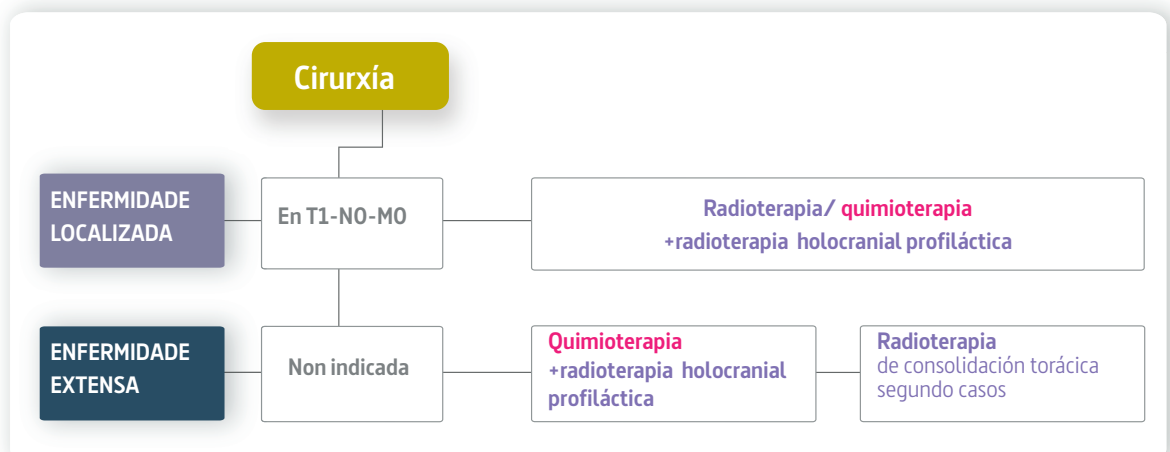 Cirurxía
ENFERMIDADE
LOCALIZADA
En T1-N0-M0
Radioterapia/ quimioterapia
+radioterapia holocranial profiláctica
ENFERMIDADE
EXTENSA
Non indicada
Quimioterapia
+radioterapia holocranial
profiláctica
Radioterapia
de consolidación torácica
segundo casos